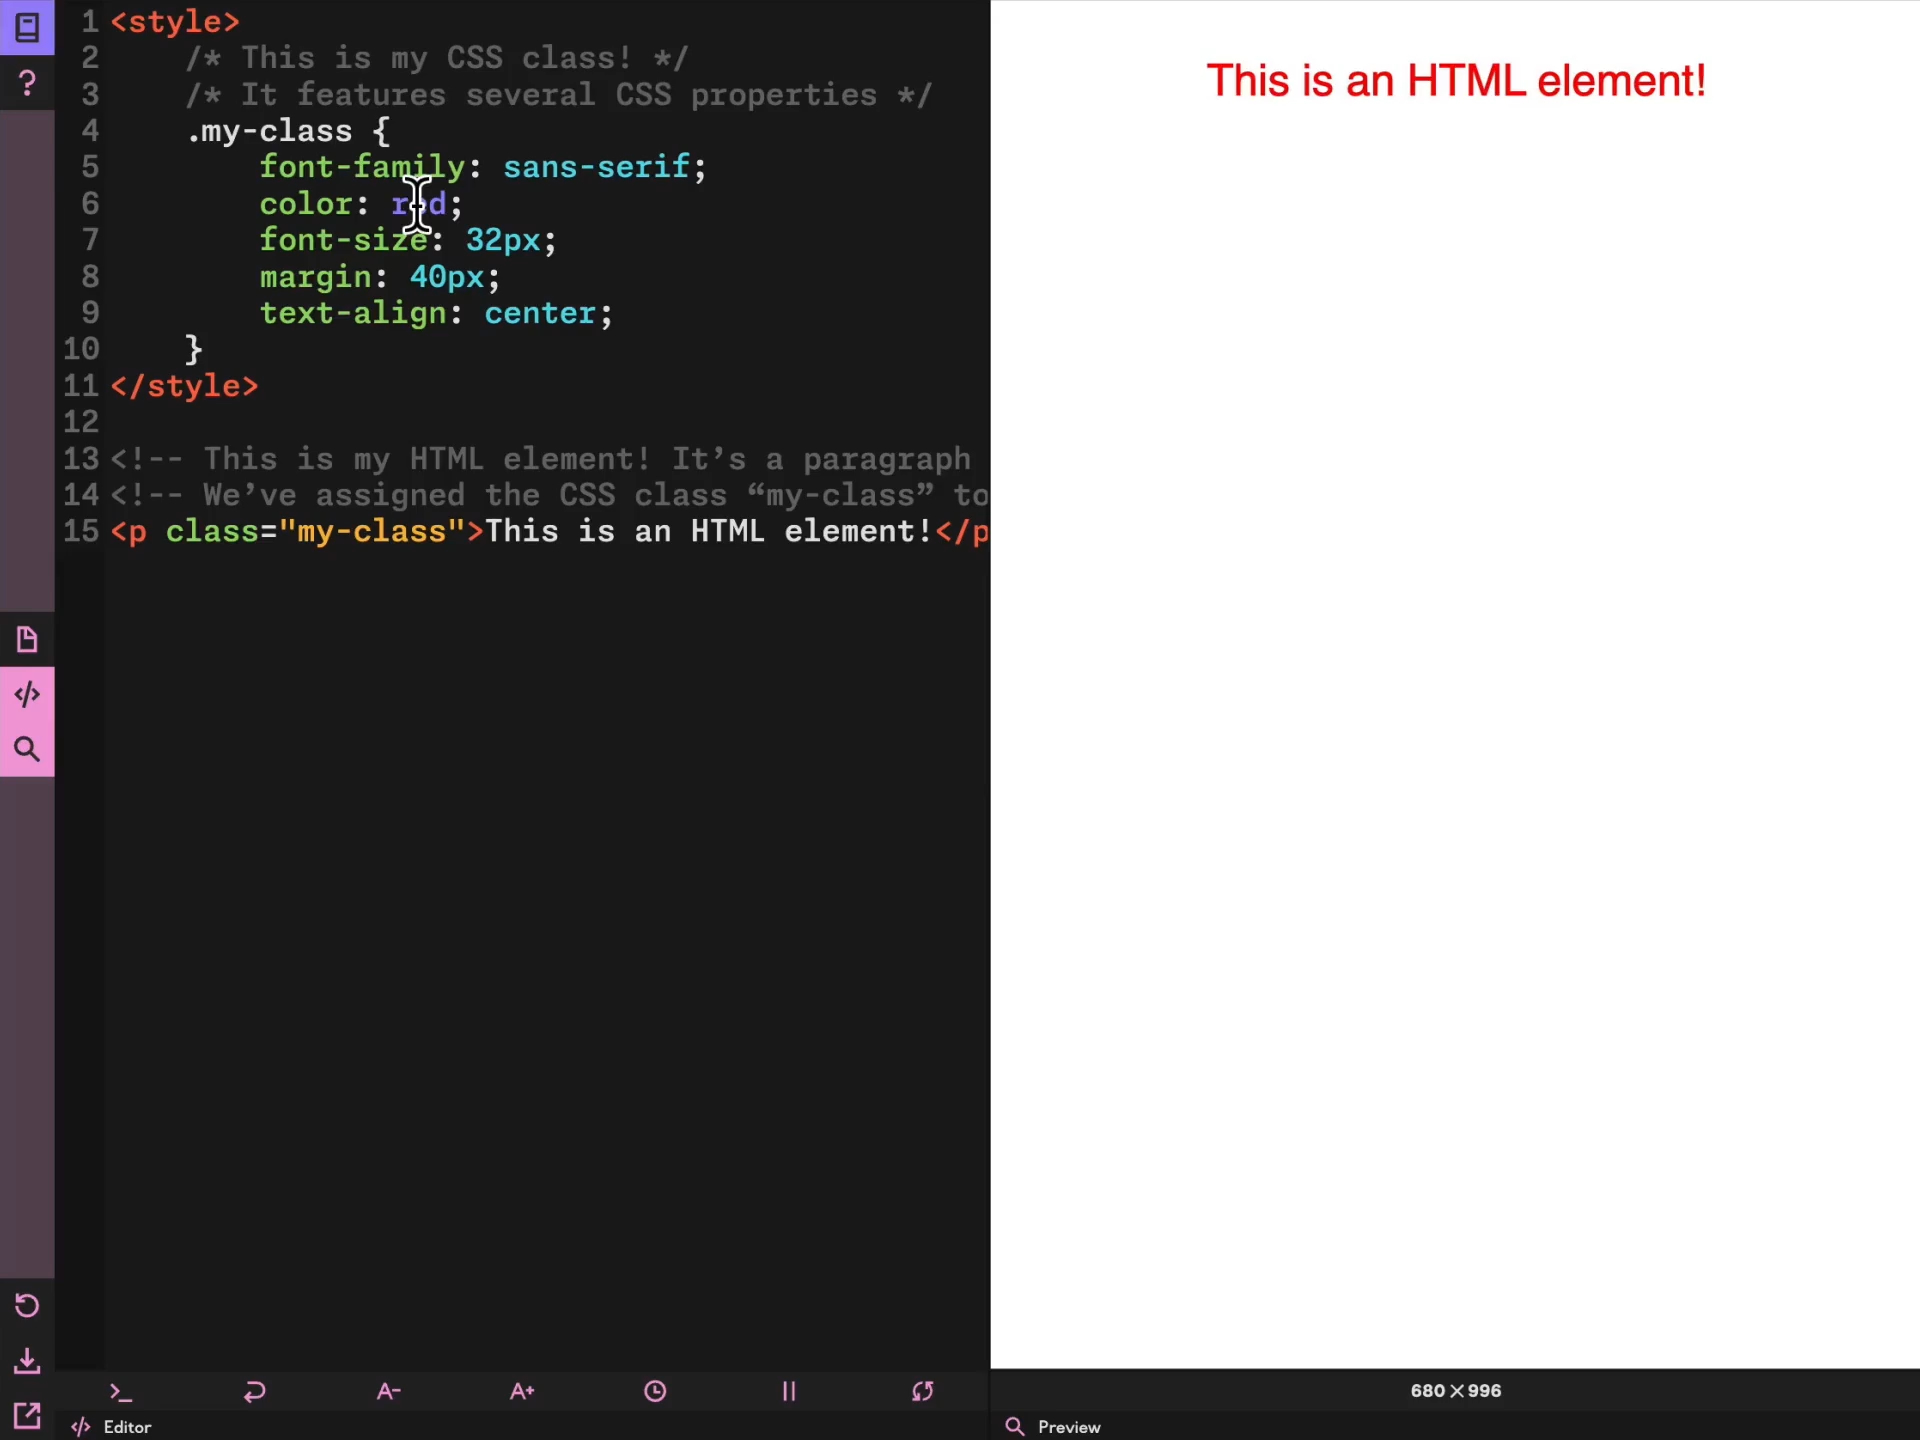 1 <style>
2 /* This is my CSS class! */
3 /* It features several CSS properties */
4 .my-class {
5 font-family: sans-serif;
6 color: red;
7 font-size: 32px;
8 margin: 40px;
9 text-align: center;
10 }
11 </style>
12
13 <!-- This is my HTML element! It’s a paragraph
14 <!-- We’ve assigned the CSS class “my-class” to
15 <p class="my-class">This is an HTML element!</p
This is an HTML element!
A- A+
680×996
Editor
Preview